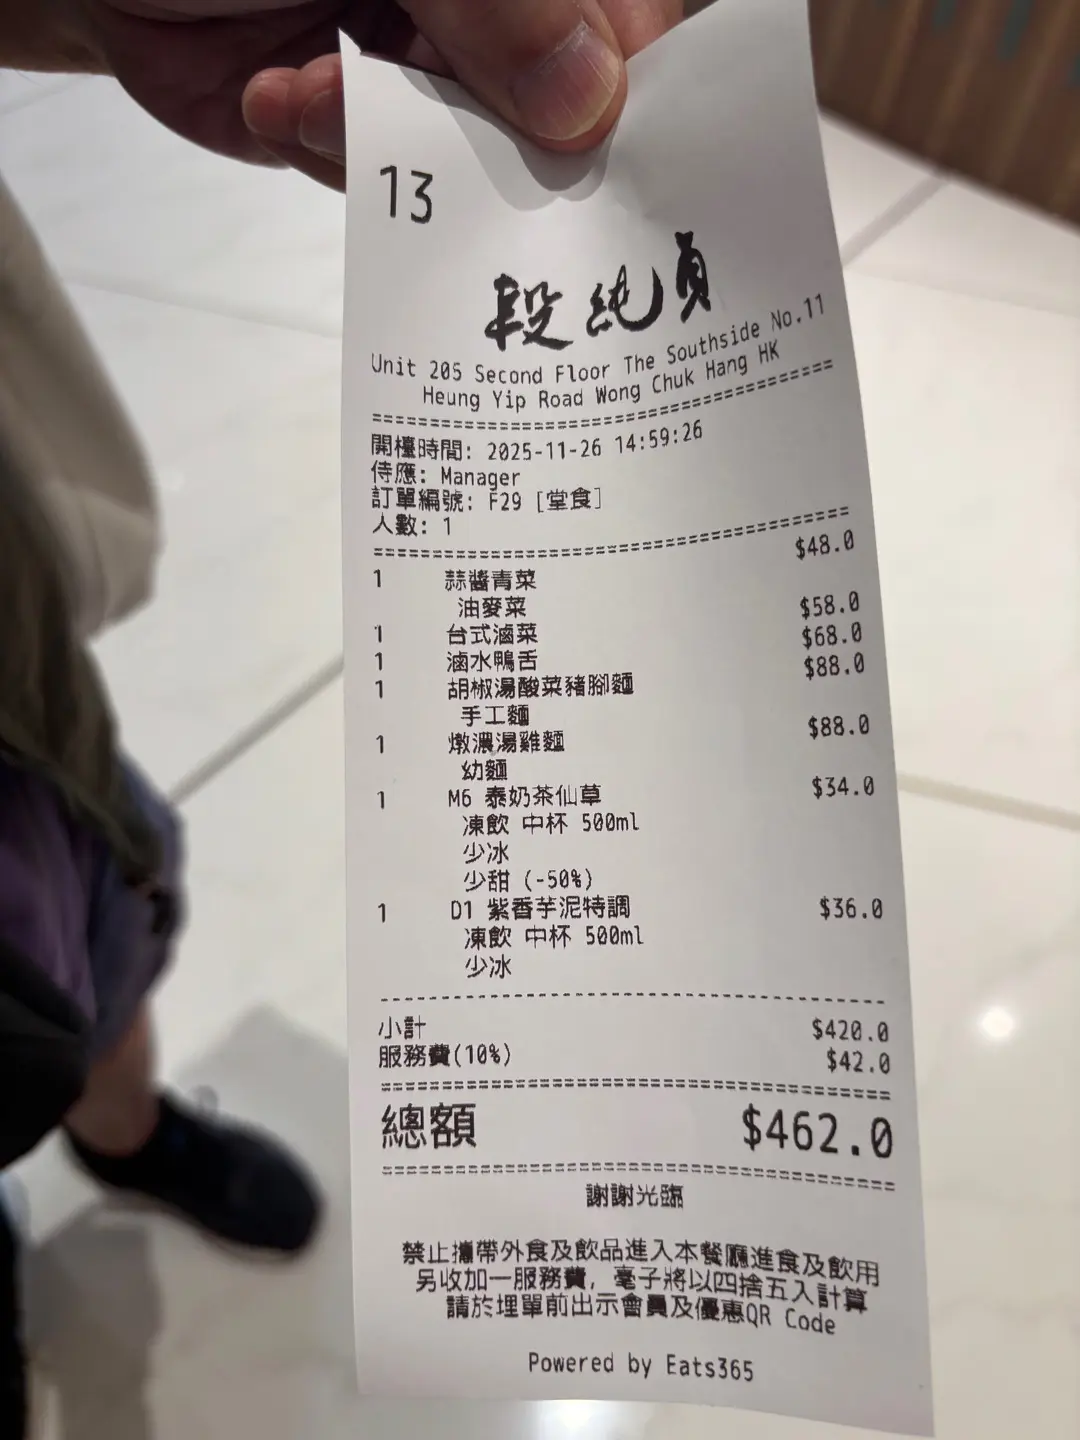 13
段純貞
Unit 205 Second Floor The Southside No.11
Heung Yip Road Wong Chuk Hang HK
開檯時間: 2025-11-26 14:59:26
侍應: Manager
訂單編號: F29 [堂食]
人數: 1
1 蒜醬青菜 $48.0
油麥菜
1 台式滷菜 $58.0
1 滷水鴨舌 $68.0
1 胡椒湯酸菜豬腳麵 $88.0
手工麵
1 燉濃湯雞麵 $88.0
幼麵
1 M6 泰奶茶仙草 $34.0
凍飲 中杯 500ml
少冰
少甜 (-50%)
1 D1 紫香芋泥特調 $36.0
凍飲 中杯 500ml
少冰
小計 $420.0
服務費(10%) $42.0
總額 $462.0
謝謝光臨
禁止攜帶外食及飲品進入本餐廳進食及飲用
另收加一服務費, 毫子將以四捨五入計算
請於埋單前出示會員及優惠QR Code
Powered by Eats365